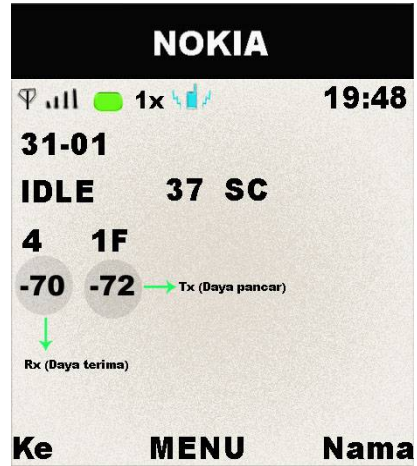 NOKIA
1x 19:48
31-01
IDLE 37 SC
4 1F
-70 -72 Tx (Daya pancar)
Rx (Daya terima)
Ke MENU Nama